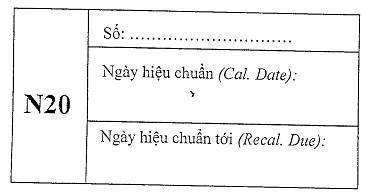 N20
Số: ..............................
Ngày hiệu chuẩn (Cal. Date):
Ngày hiệu chuẩn tới (Recal. Due):